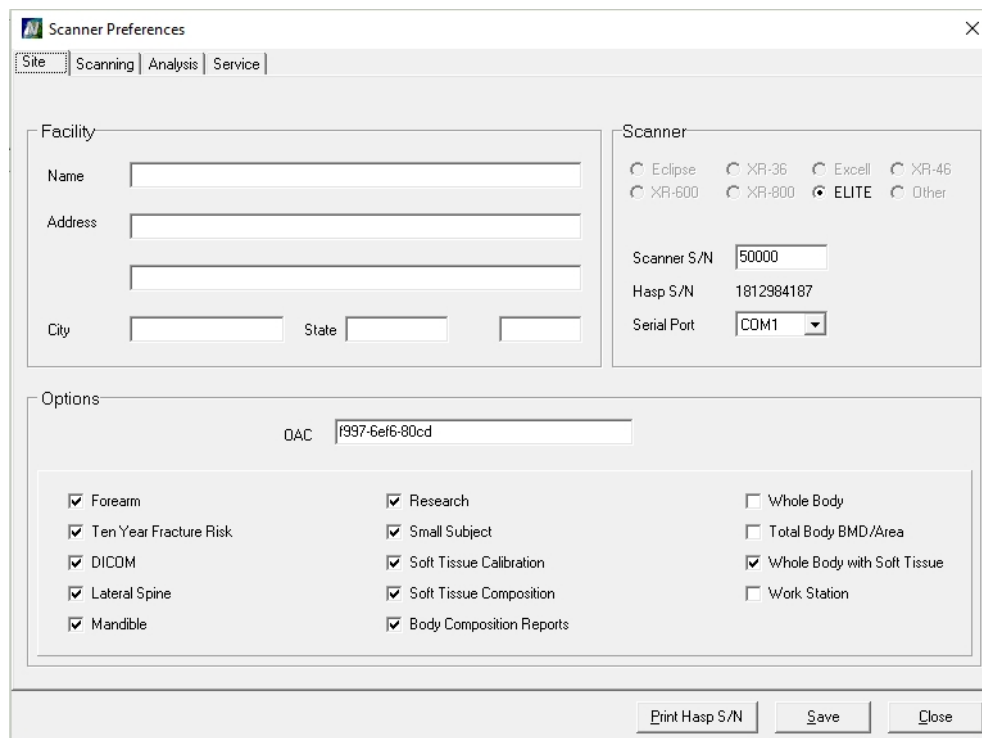 Scanner Preferences
Site Scanning Analysis Service
Facility
Name
Address
City State
Scanner
Eclipse XR-36 Excell XR-46
XR-600 XR-800 ELITE Other
Scanner S/N 50000
Hasp S/N 1812984187
Serial Port COM1
Options
OAC f997-6ef6-80cd
Forearm Research Whole Body
Ten Year Fracture Risk Small Subject Total Body BMD/Area
DICOM Soft Tissue Calibration Whole Body with Soft Tissue
Lateral Spine Soft Tissue Composition Work Station
Mandible Body Composition Reports
Print Hasp S/N Save Close